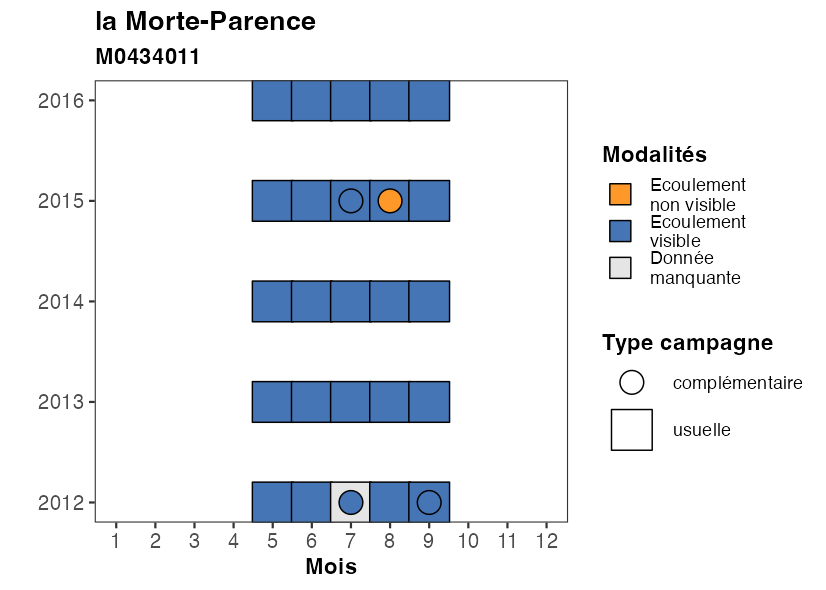 la Morte-Parence
M0434011
2016
2015
2014
2013
2012
1 2 3 4 5 6 7 8 9 10 11 12
Mois
Modalités
Ecoulement
non visible
Ecoulement
visible
Donnée
manquante
Type campagne
complémentaire
usuelle